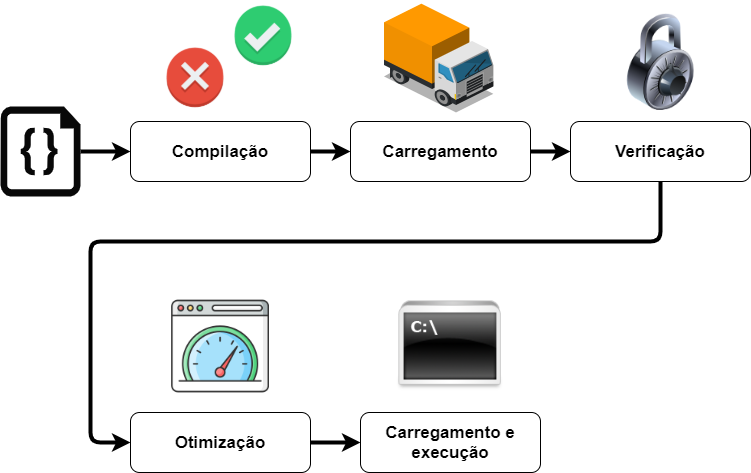 {}
Compilação
Carregamento
Verificação
C:\
Otimização
Carregamento e
execução